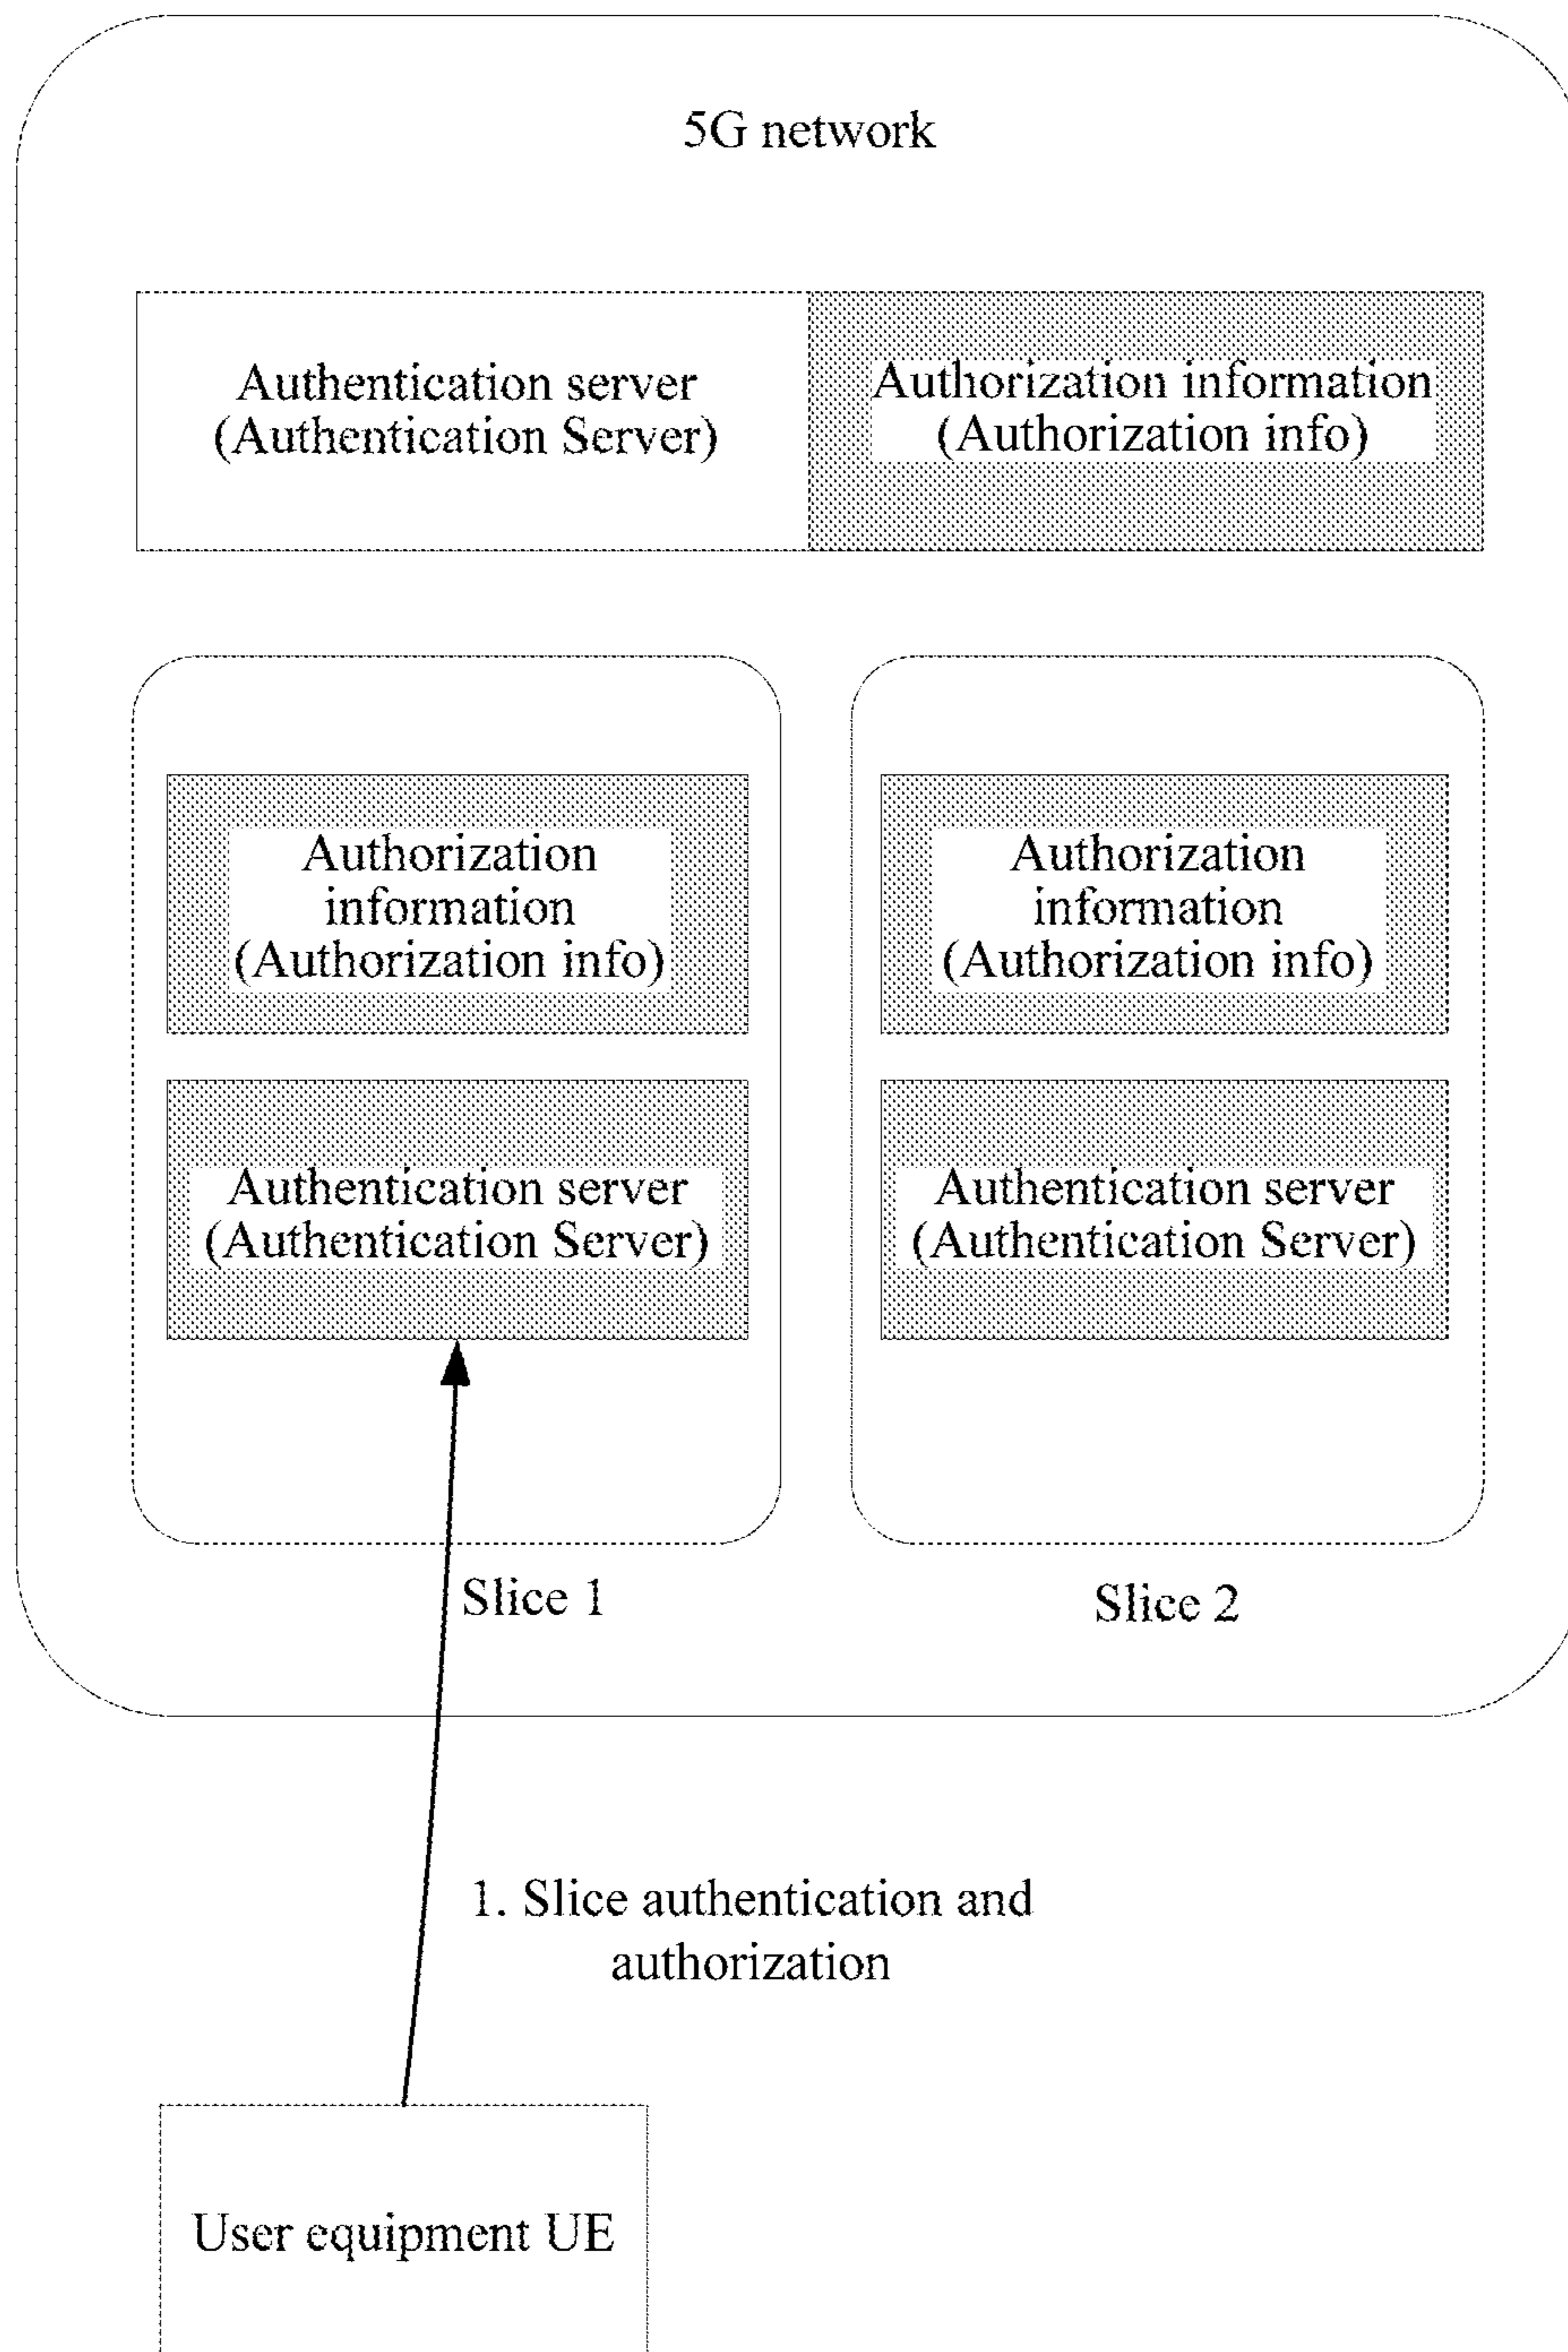 5G network
Authentication server
(Authentication Server)
Authorization information
(Authorization info)
Authorization
information
(Authorization info)
Authentication server
(Authentication Server)
Authorization
information
(Authorization info)
Authentication server
(Authentication Server)
Slice 1
Slice 2
1. Slice authentication and
authorization
User equipment UE